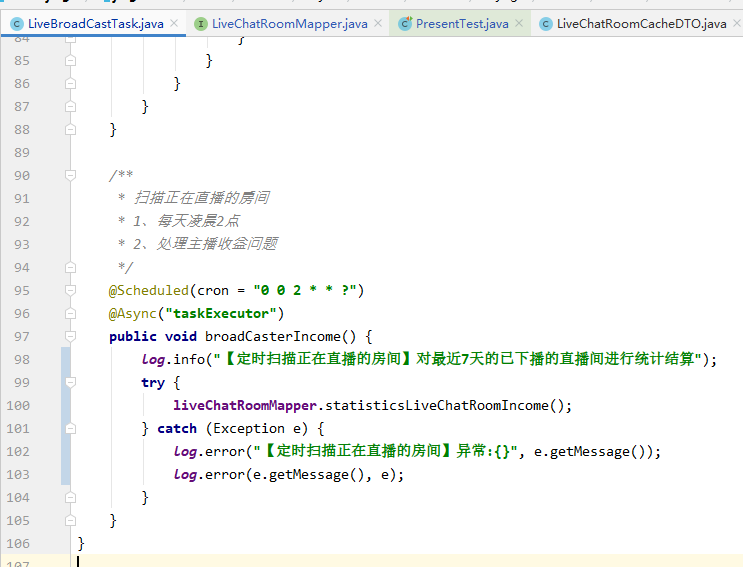 LiveBroadCastTask.java × LiveChatRoomMapper.java × PresentTest.java × LiveChatRoomCacheDTO.java ×
84 }
85 }
86 }
87 }
88 }
89
90 /**
91 * 扫描正在直播的房间
92 * 1、每天凌晨2点
93 * 2、处理主播收益问题
94 */
95 @Scheduled(cron = "0 0 2 * * ?")
96 @Async("taskExecutor")
97 public void broadCasterIncome() {
98 log.info("【定时扫描正在直播的房间】对最近7天的已下播的直播间进行统计结算");
99 try {
100 liveChatRoomMapper.statisticsLiveChatRoomIncome();
101 } catch (Exception e) {
102 log.error("【定时扫描正在直播的房间】异常:{}", e.getMessage());
103 log.error(e.getMessage(), e);
104 }
105 }
106 }
107